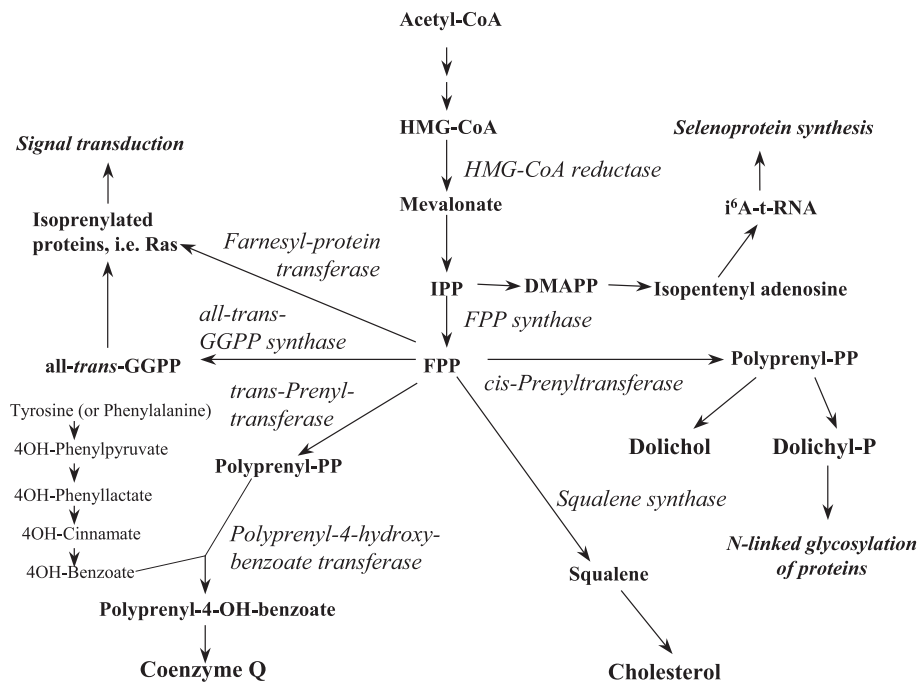 Acetyl-CoA
HMG-CoA
HMG-CoA reductase
Mevalonate
Selenoprotein synthesis
i⁶A-t-RNA
Signal transduction
Isoprenylated
proteins, i.e. Ras
Farnesyl-protein
transferase
IPP
DMAPP
Isopentenyl adenosine
FPP synthase
all-trans-
GGPP synthase
all-trans-GGPP
FPP
cis-Prenyltransferase
Polyprenyl-PP
trans-Prenyl-
transferase
Tyrosine (or Phenylalanine)
4OH-Phenylpyruvate
4OH-Phenyllactate
4OH-Cinnamate
4OH-Benzoate
Polyprenyl-PP
Dolichol
Dolichyl-P
Squalene synthase
N-linked glycosylation
of proteins
Polyprenyl-4-hydroxy-
benzoate transferase
Squalene
Polyprenyl-4-OH-benzoate
Coenzyme Q
Cholesterol